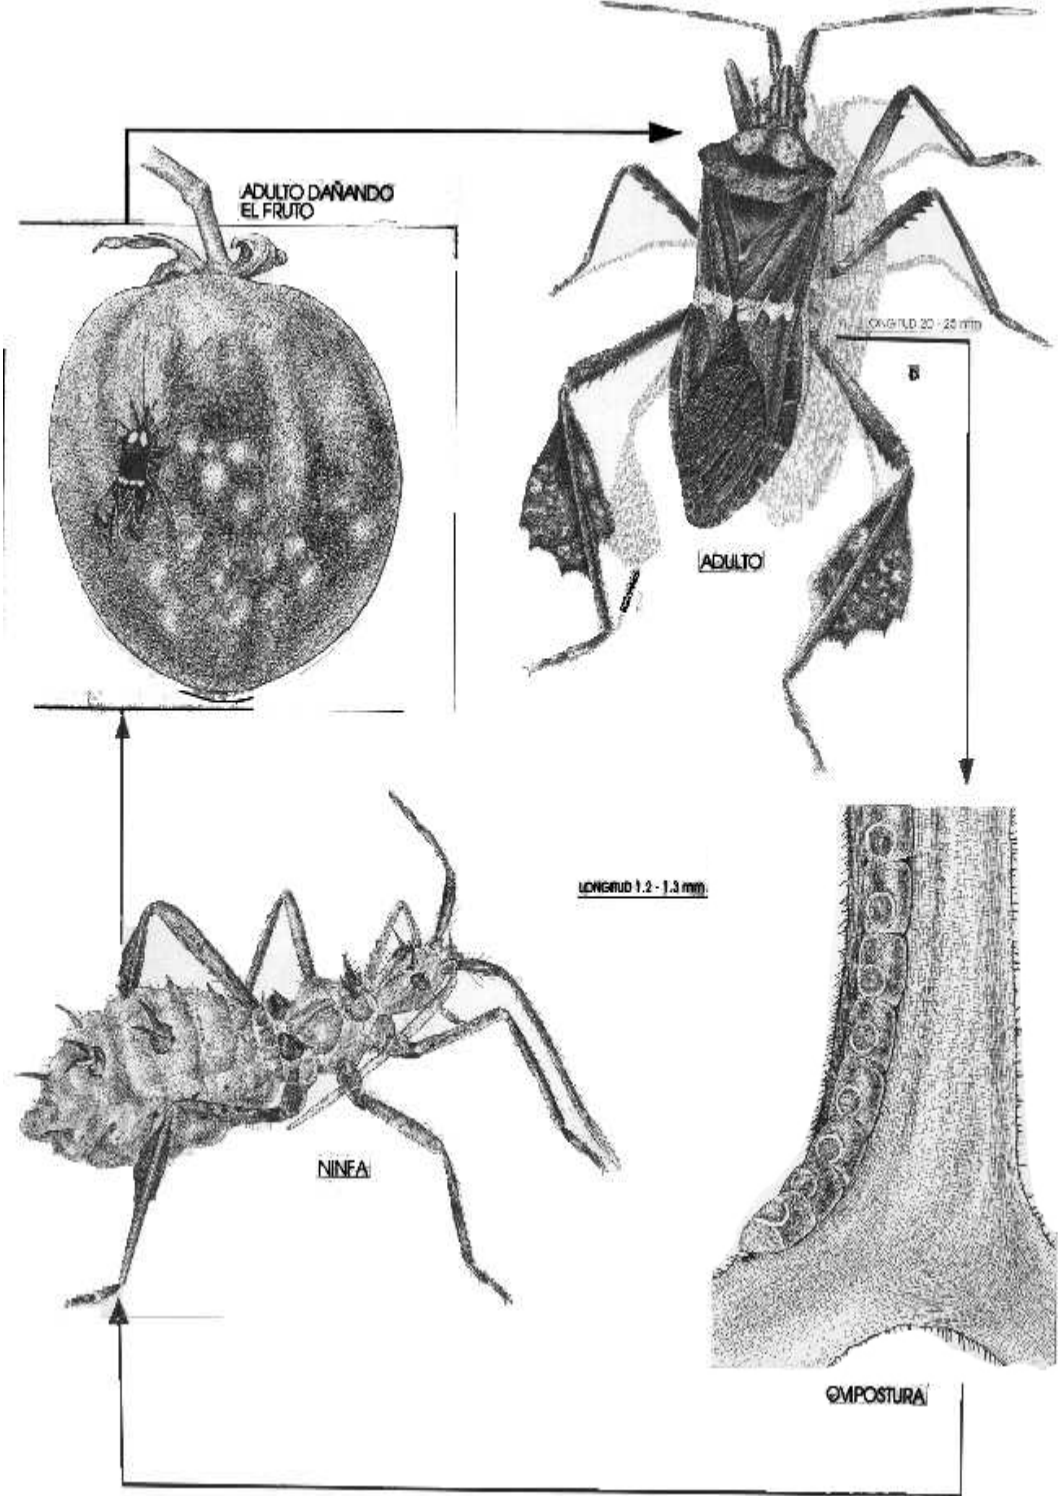 ADULTO DAÑANDO
EL FRUTO
LONGITUD 20 - 25 mm
ADULTO
LONGITUD 1.2 - 1.3 mm.
NINFA
OVIPOSTURA